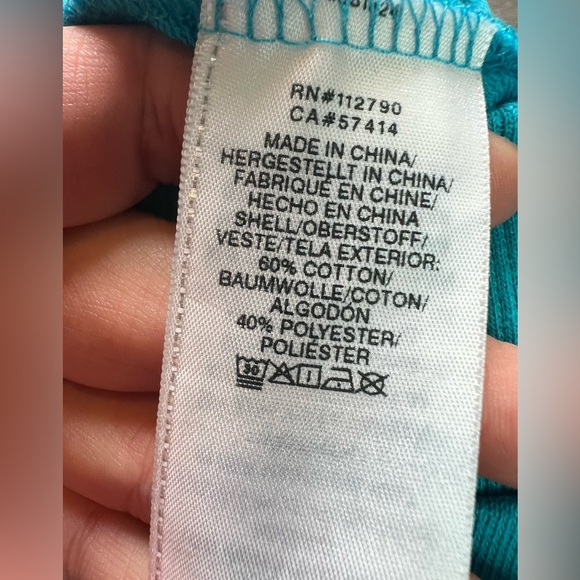 RN#112790
CA#57414
MADE IN CHINA/
HERGESTELLT IN CHINA/
FABRIQUÉ EN CHINE/
HECHO EN CHINA
SHELL/OBERSTOFF/
VESTE/TELA EXTERIOR:
60% COTTON/
BAUMWOLLE/COTON/
ALGODÓN
40% POLYESTER/
POLIÉSTER
30